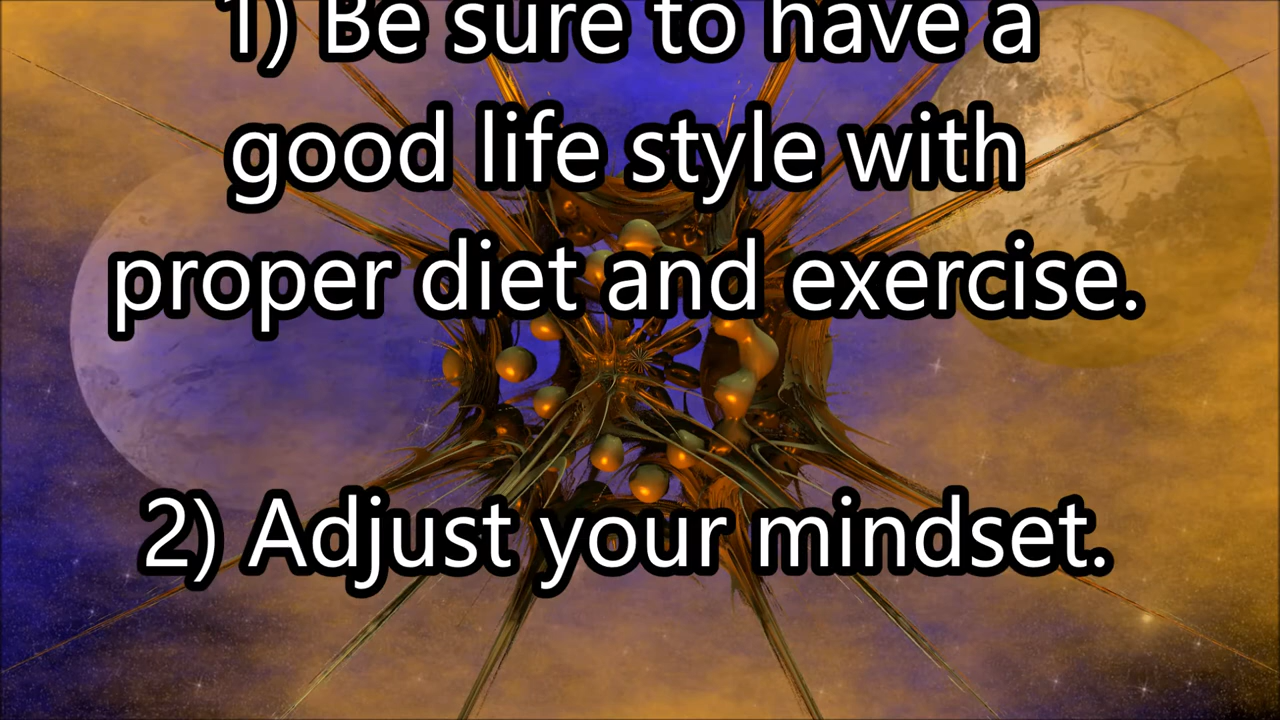 1) Be sure to have a
good life style with
proper diet and exercise.
2) Adjust your mindset.